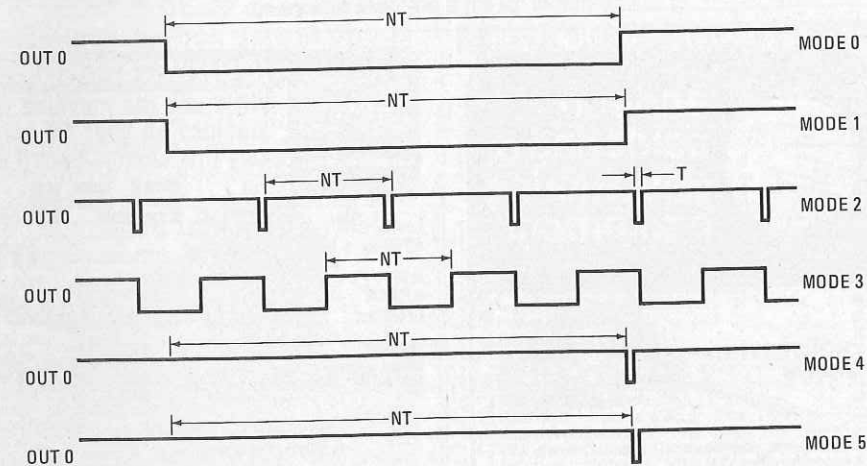 NT
OUT 0 MODE 0
NT
OUT 0 MODE 1
NT T
OUT 0 MODE 2
NT
OUT 0 MODE 3
NT
OUT 0 MODE 4
NT
OUT 0 MODE 5